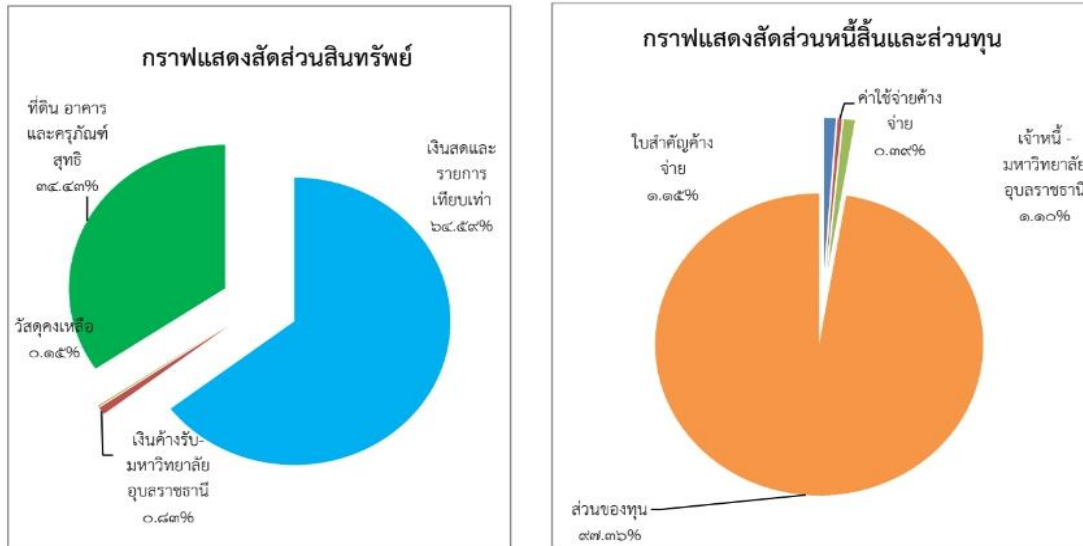 กราฟแสดงสัดส่วนสินทรัพย์
ที่ดิน อาคาร
และครุภัณฑ์
สุทธิ
๓๔.๔๓%
เงินสดและ
รายการ
เทียบเท่า
๖๔.๕๙%
วัสดุคงเหลือ
๐.๑๕%
เงินค้างรับ-
มหาวิทยาลัย
อุบลราชธานี
๐.๘๓%
กราฟแสดงสัดส่วนหนี้สิ้นและส่วนทุน
ใบสำคัญค้าง
จ่าย
๑.๑๕%
ค่าใช้จ่ายค้าง
จ่าย
๐.๓๙%
เจ้าหนี้ -
มหาวิทยาลัย
อุบลราชธานี
๑.๑๐%
ส่วนของทุน
๙๗.๓๖%